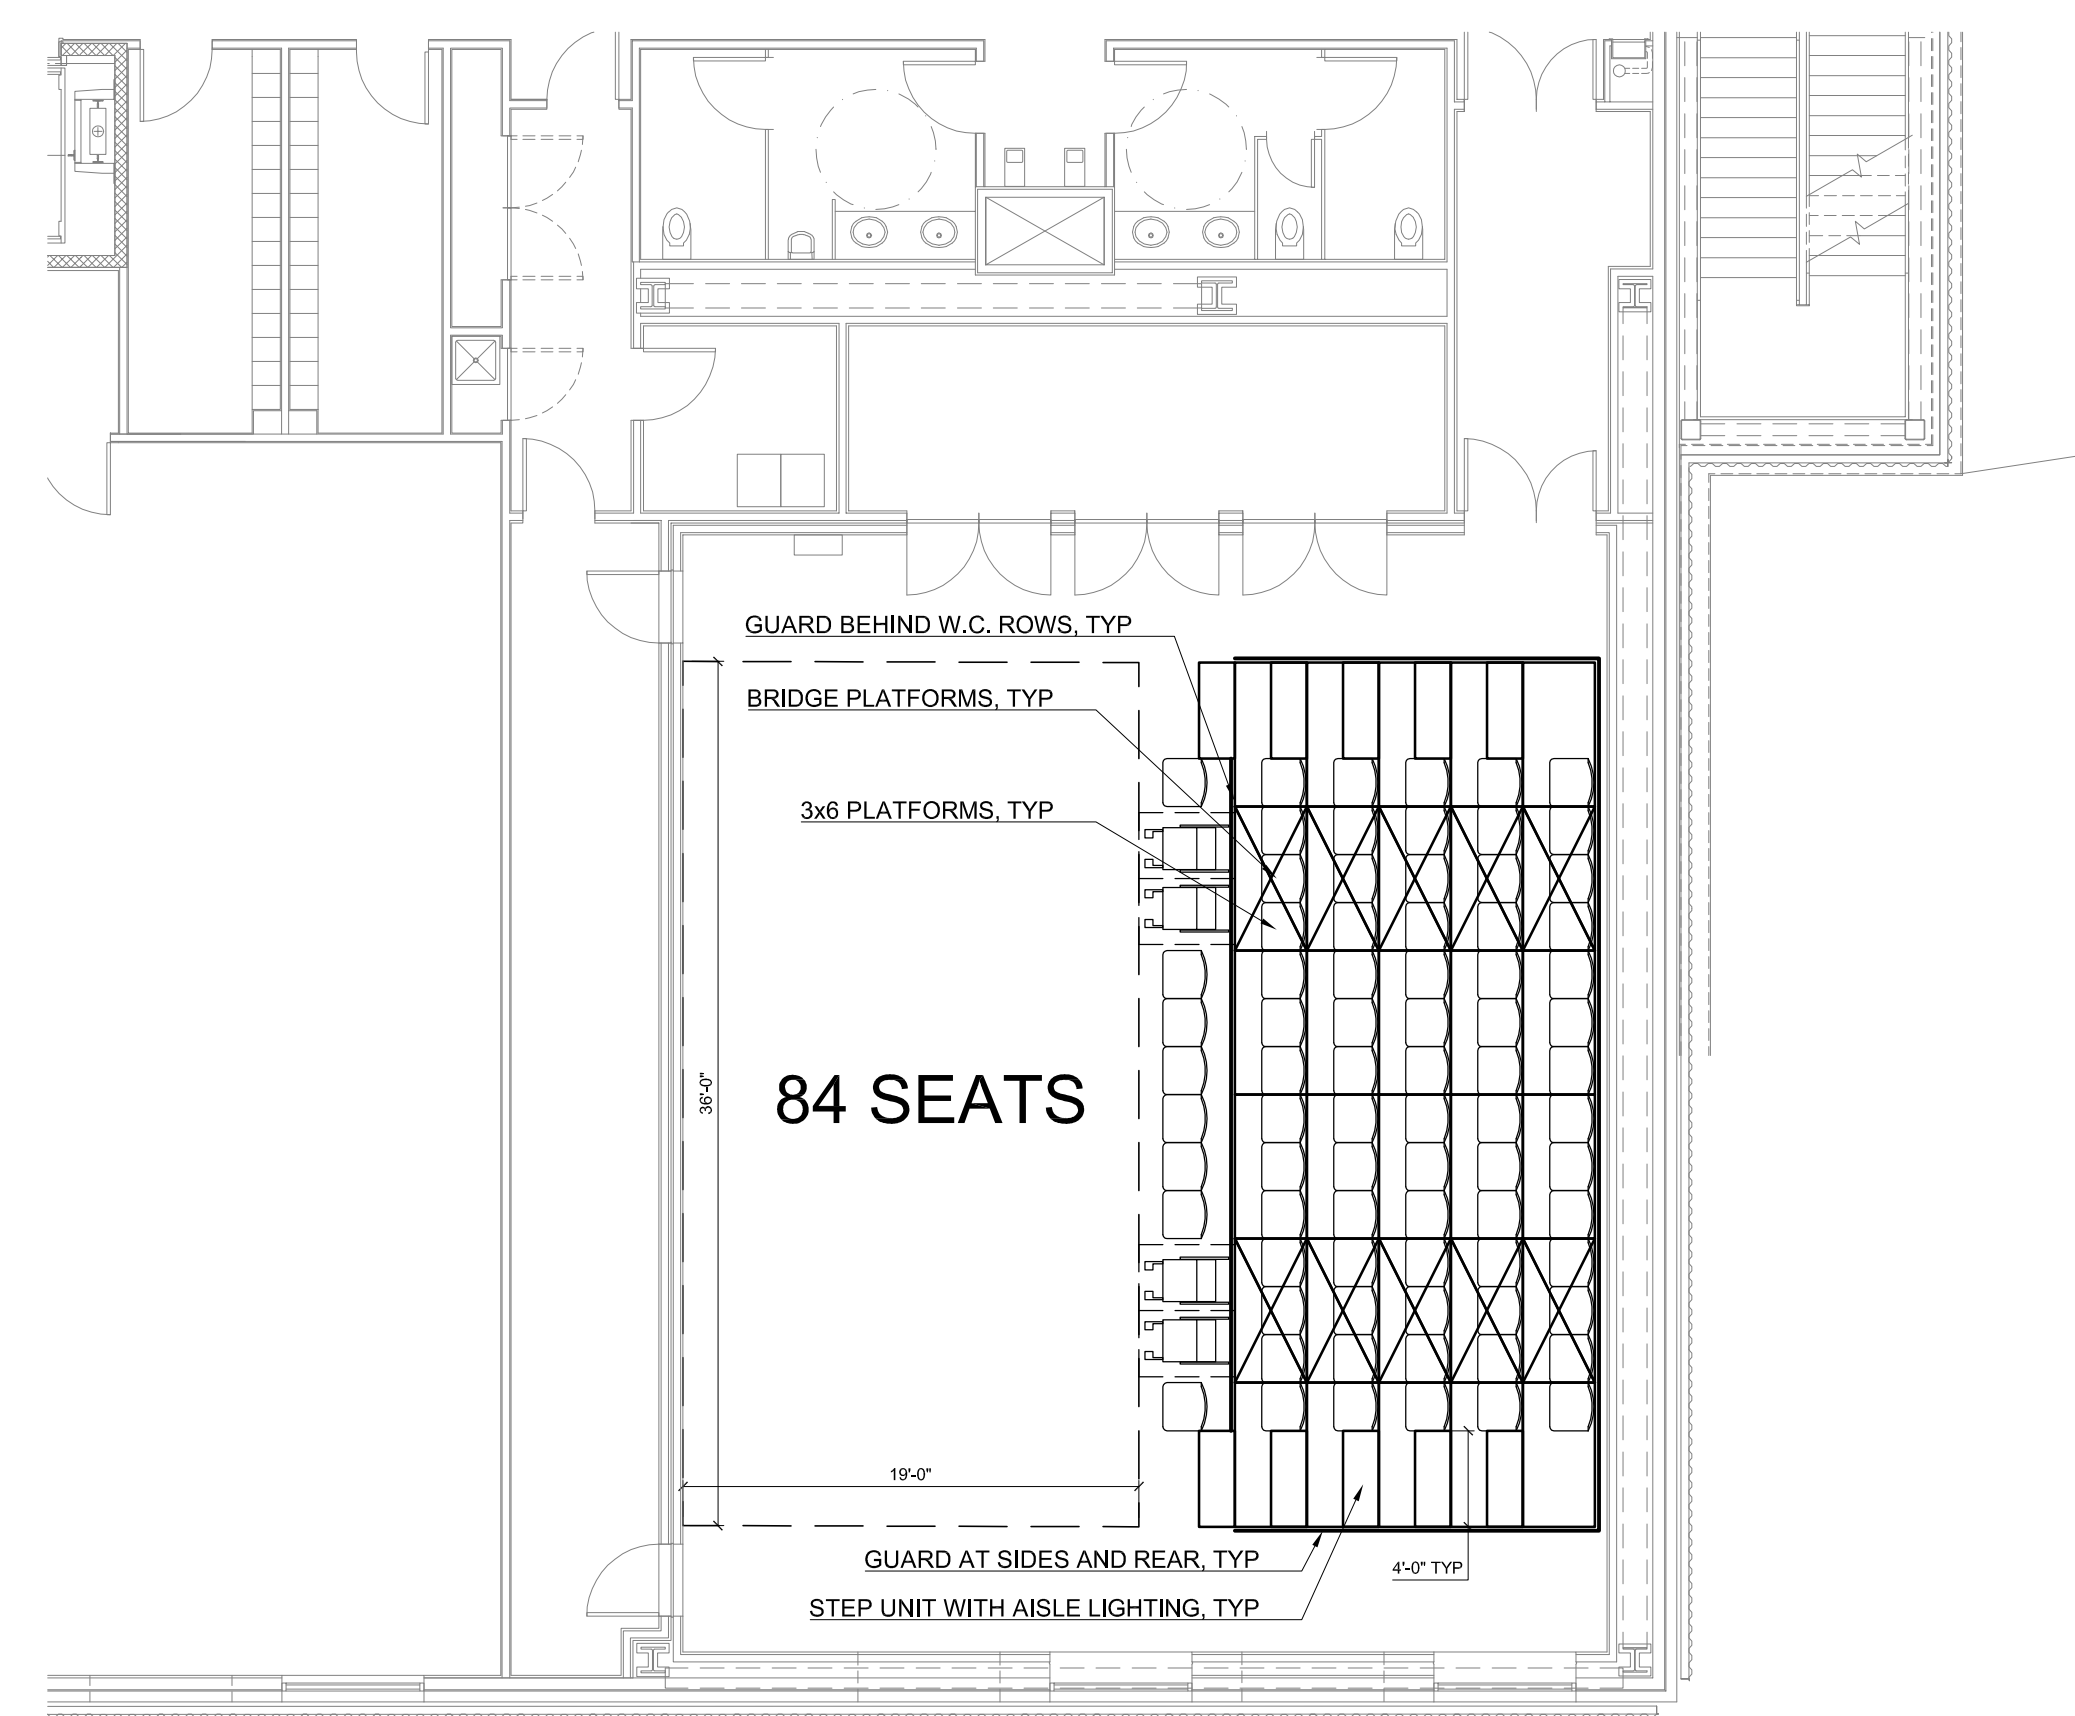 GUARD BEHIND W.C. ROWS, TYP
BRIDGE PLATFORMS, TYP
3x6 PLATFORMS, TYP
36'-0"
84 SEATS
19'-0"
GUARD AT SIDES AND REAR, TYP
4'-0" TYP
STEP UNIT WITH AISLE LIGHTING, TYP